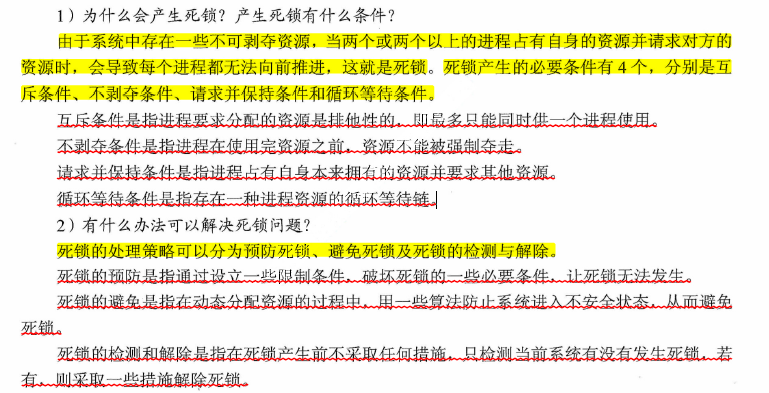 1）为什么会产生死锁？产生死锁有什么条件？
由于系统中存在一些不可剥夺资源，当两个或两个以上的进程占有自身的资源并请求对方的
资源时，会导致每个进程都无法向前推进，这就是死锁。死锁产生的必要条件有 4 个，分别是互
斥条件、不剥夺条件、请求并保持条件和循环等待条件。
互斥条件是指进程要求分配的资源是排他性的，即最多只能同时供一个进程使用。
不剥夺条件是指进程在使用完资源之前，资源不能被强制夺走。
请求并保持条件是指进程占有自身本来拥有的资源并要求其他资源。
循环等待条件是指存在一种进程资源的循环等待链。
2）有什么办法可以解决死锁问题？
死锁的处理策略可以分为预防死锁、避免死锁及死锁的检测与解除。
死锁的预防是指通过设立一些限制条件，破坏死锁的一些必要条件，让死锁无法发生。
死锁的避免是指在动态分配资源的过程中，用一些算法防止系统进入不安全状态，从而避免
死锁。
死锁的检测和解除是指在死锁产生前不采取任何措施，只检测当前系统有没有发生死锁，若
有，则采取一些措施解除死锁。